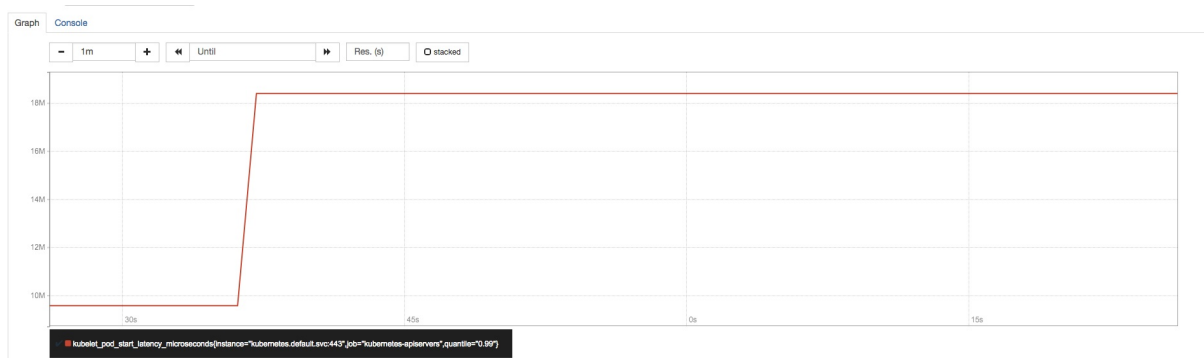 Graph Console
− 1m + Until Res. (s) stacked
18M
16M
14M
12M
10M
30s 45s 0s 15s
kubelet_pod_start_latency_microseconds{instance="kubernetes.default.svc:443",job="kubernetes-apiservers",quantile="0.99"}